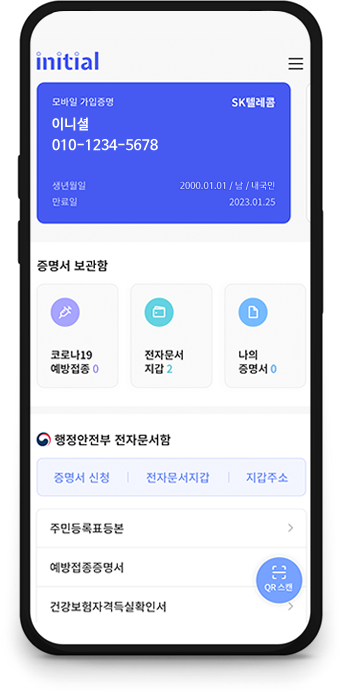 initial
모바일 가입증명 SK텔레콤
이니셜
010-1234-5678
생년월일 2000.01.01 / 남 / 내국민
만료일 2023.01.25
증명서 보관함
코로나19 전자문서 나의
예방접종 0 지갑 2 증명서 0
행정안전부 전자문서함
증명서 신청 전자문서지갑 지갑주소
주민등록표등본
예방접종증명서
QR 스캔
건강보험자격득실확인서